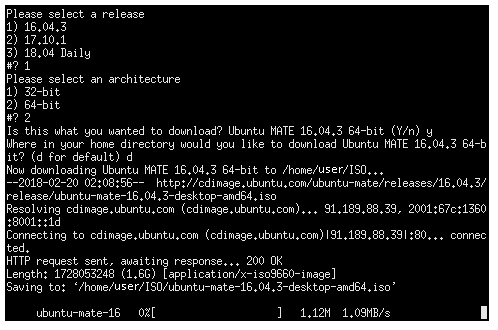 Please select a release
1) 16.04.3
2) 17.10.1
3) 18.04 Daily
#? 1
Please select an architecture
1) 32-bit
2) 64-bit
#? 2
Is this what you wanted to download? Ubuntu MATE 16.04.3 64-bit (Y/n) y
Where in your home directory would you like to download Ubuntu MATE 16.04.3 64-b
it? (d for default) d
Now downloading Ubuntu MATE 16.04.3 64-bit to /home/user/ISO...
--2018-02-20 02:08:56--  http://cdimage.ubuntu.com/ubuntu-mate/releases/16.04.3/
release/ubuntu-mate-16.04.3-desktop-amd64.iso
Resolving cdimage.ubuntu.com (cdimage.ubuntu.com)... 91.189.88.39, 2001:67c:1360
:8001::1d
Connecting to cdimage.ubuntu.com (cdimage.ubuntu.com)|91.189.88.39|:80... connec
ted.
HTTP request sent, awaiting response... 200 OK
Length: 1728053248 (1.6G) [application/x-iso9660-image]
Saving to: ‘/home/user/ISO/ubuntu-mate-16.04.3-desktop-amd64.iso’
ubuntu-mate-16   0%[                    ]   1.12M  1.09MB/s